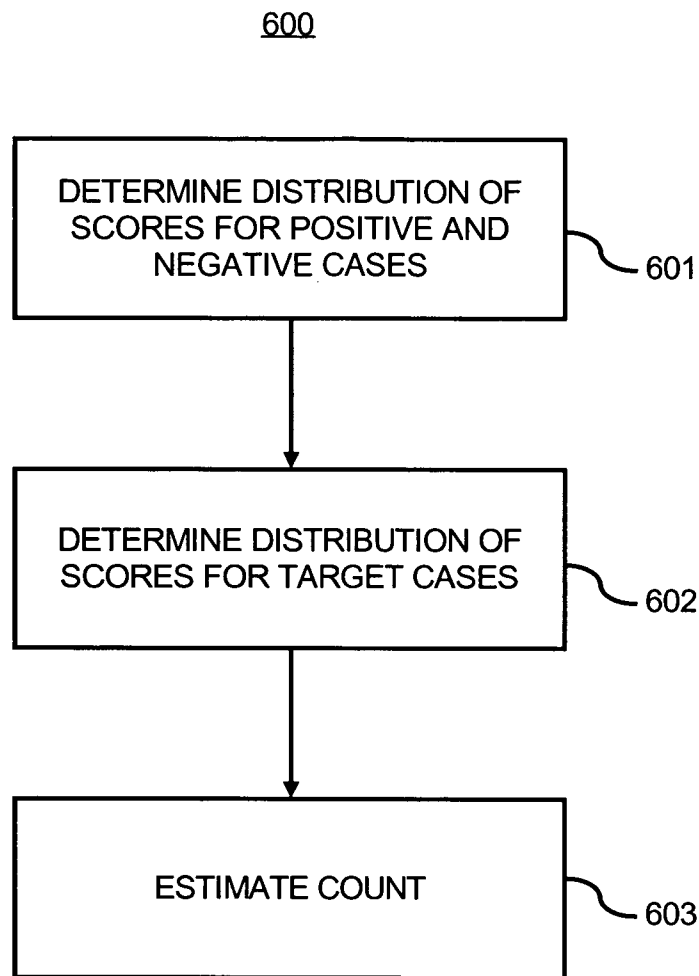 600
DETERMINE DISTRIBUTION OF
SCORES FOR POSITIVE AND
NEGATIVE CASES
601
DETERMINE DISTRIBUTION OF
SCORES FOR TARGET CASES
602
ESTIMATE COUNT
603